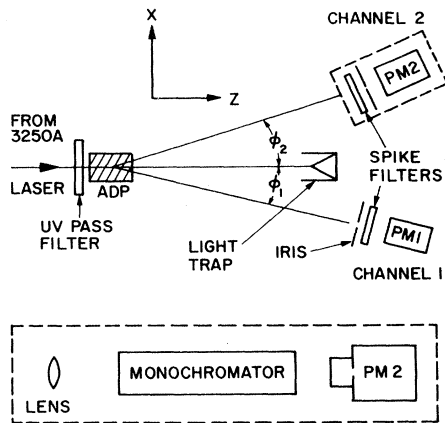 CHANNEL 2
X
PM2
Z
FROM
3250A
LASER
ADP
ϕ2
ϕ1
SPIKE
FILTERS
UV PASS
FILTER
LIGHT
TRAP
IRIS
PM1
CHANNEL 1
LENS
MONOCHROMATOR
PM 2